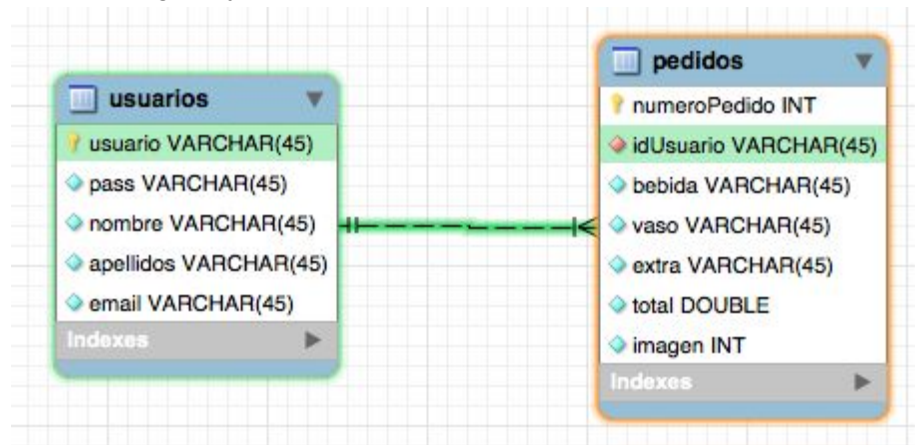 usuarios
usuario VARCHAR(45)
pass VARCHAR(45)
nombre VARCHAR(45)
apellidos VARCHAR(45)
email VARCHAR(45)
Indexes
pedidos
numeroPedido INT
idUsuario VARCHAR(45)
bebida VARCHAR(45)
vaso VARCHAR(45)
extra VARCHAR(45)
total DOUBLE
imagen INT
Indexes